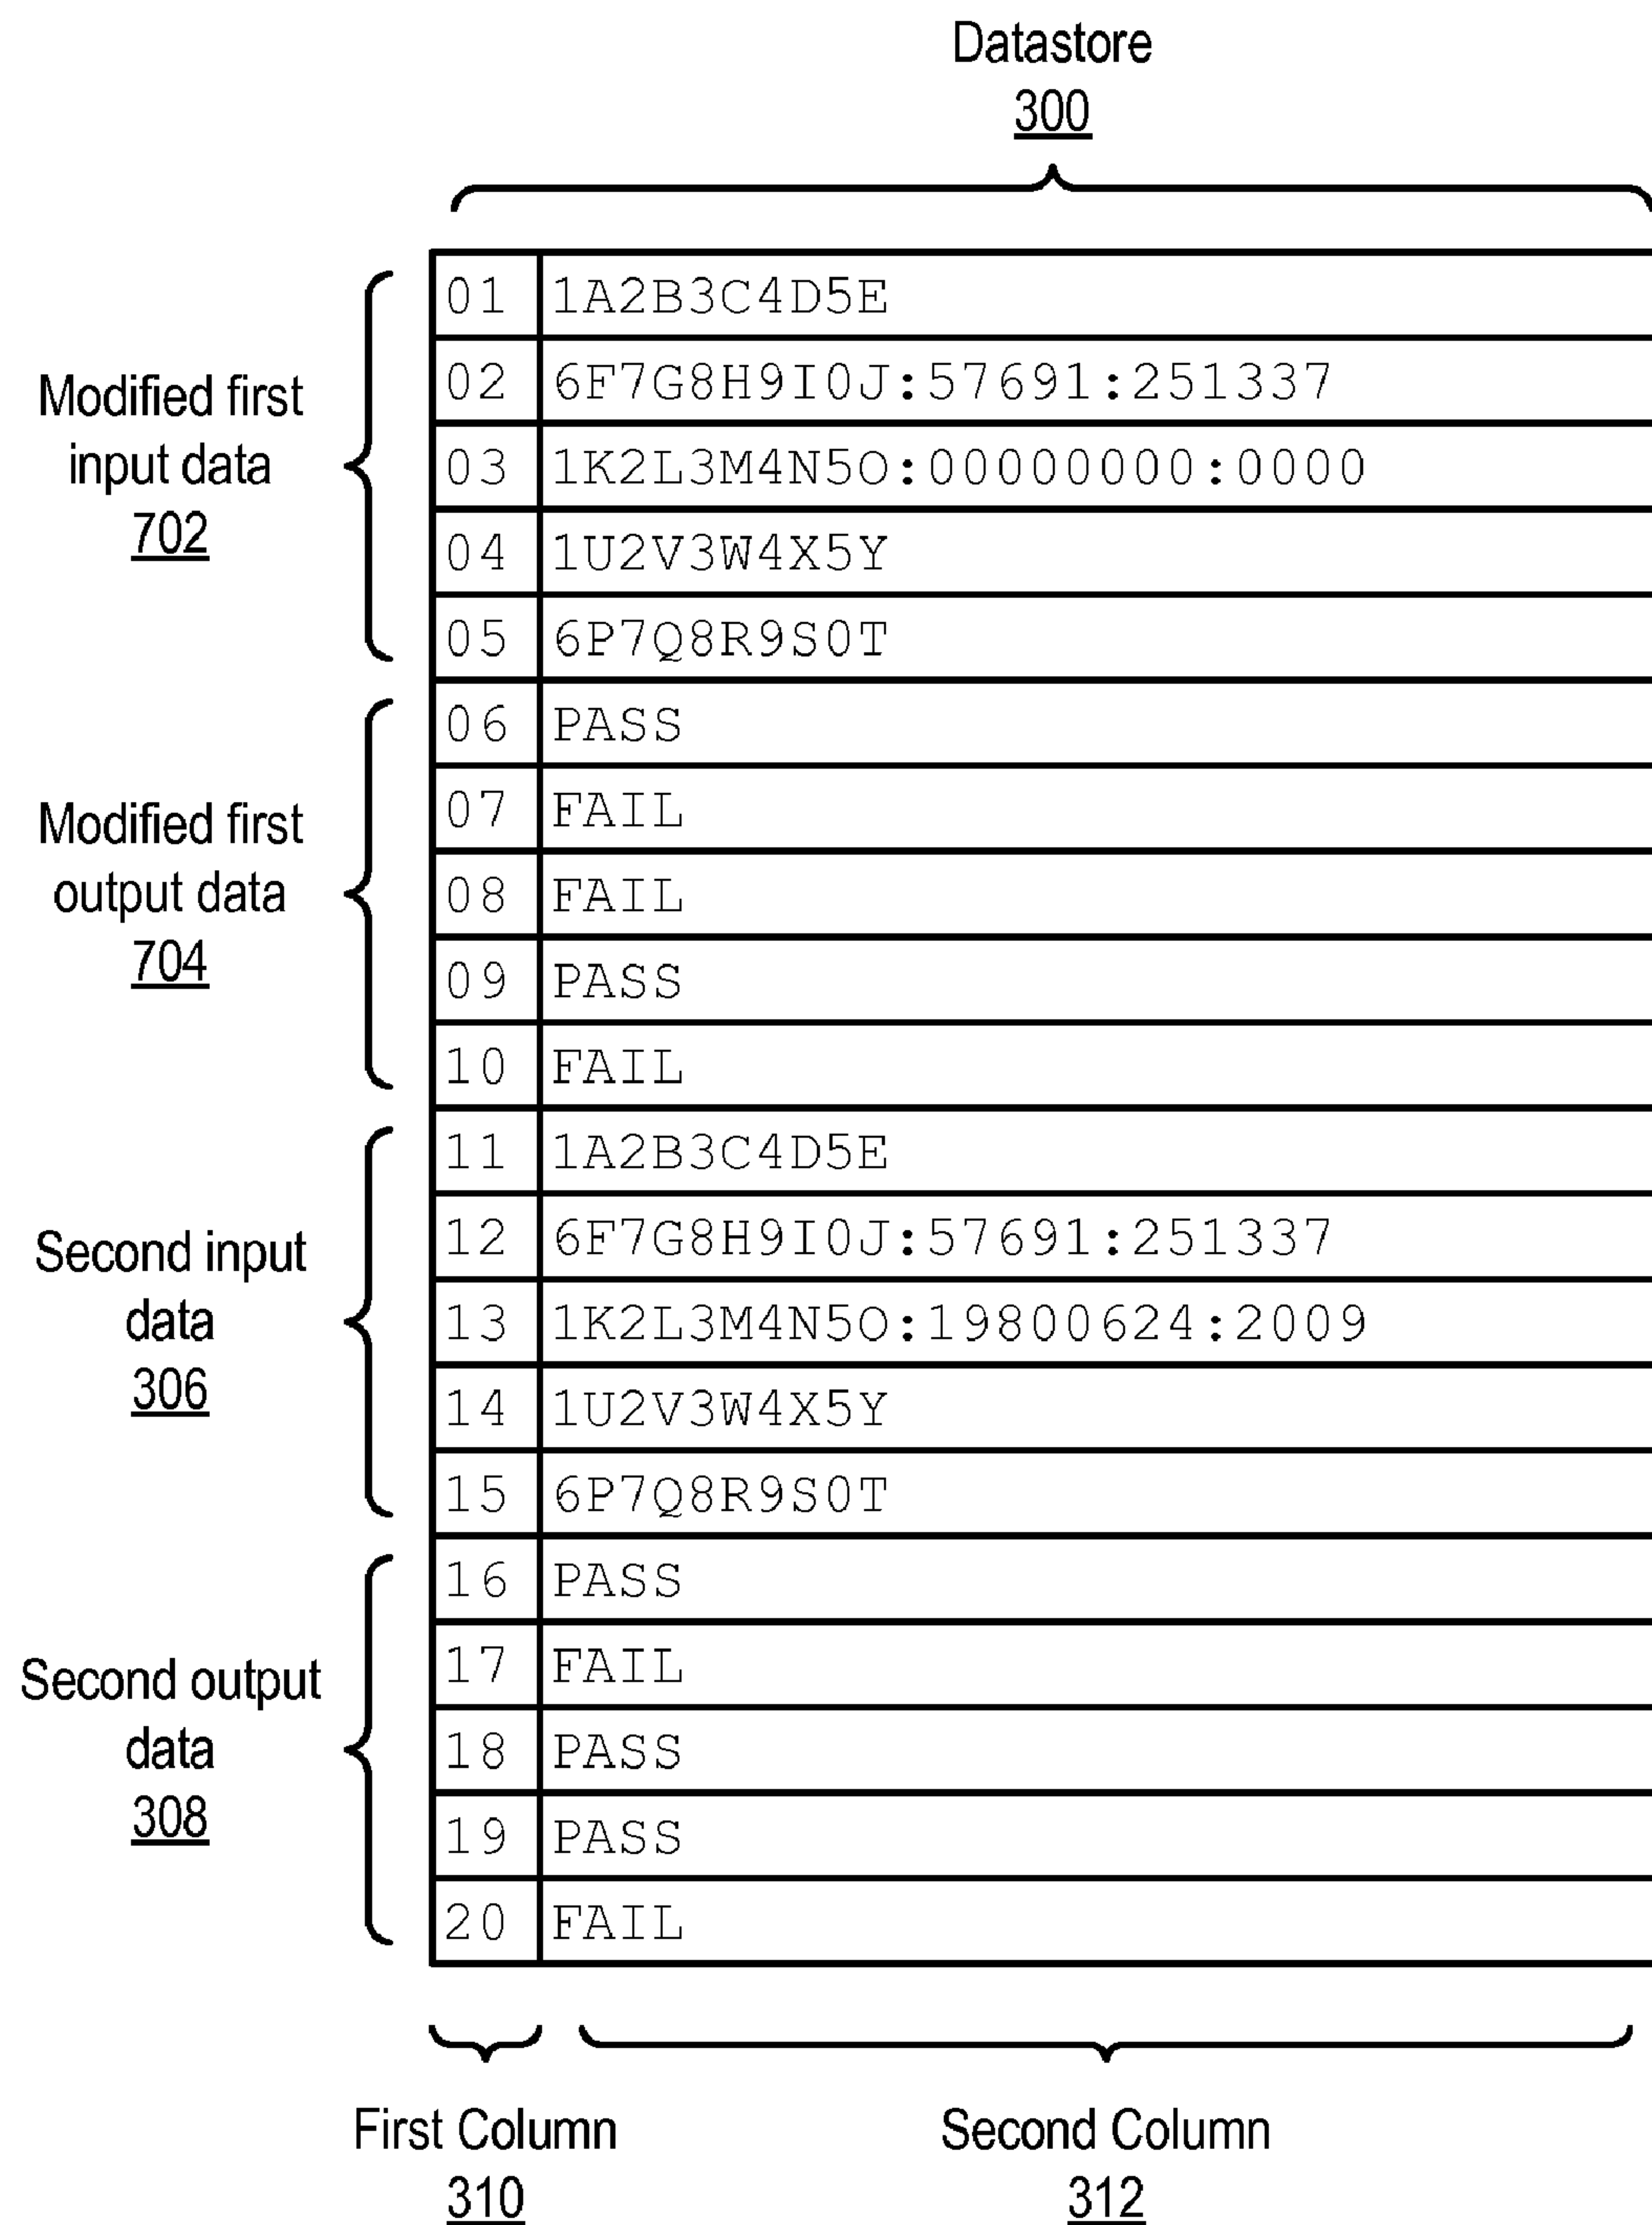 Datastore
300
Modified first
input data
702
01 1A2B3C4D5E
02 6F7G8H9I0J:57691:251337
03 1K2L3M4N5O:00000000:0000
04 1U2V3W4X5Y
05 6P7Q8R9S0T
Modified first
output data
704
06 PASS
07 FAIL
08 FAIL
09 PASS
10 FAIL
Second input
data
306
11 1A2B3C4D5E
12 6F7G8H9I0J:57691:251337
13 1K2L3M4N5O:19800624:2009
14 1U2V3W4X5Y
15 6P7Q8R9S0T
Second output
data
308
16 PASS
17 FAIL
18 PASS
19 PASS
20 FAIL
First Column
310
Second Column
312